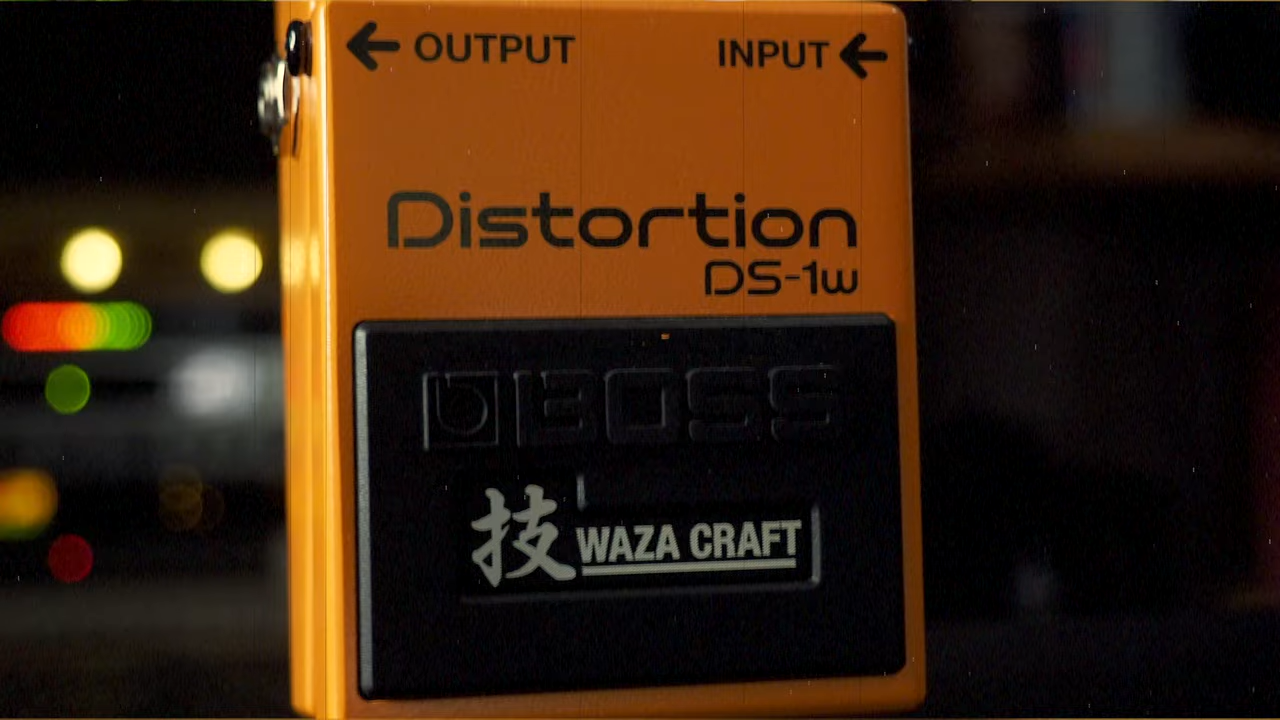 ← OUTPUT INPUT ←
Distortion
DS-1w
BOSS
技 WAZA CRAFT